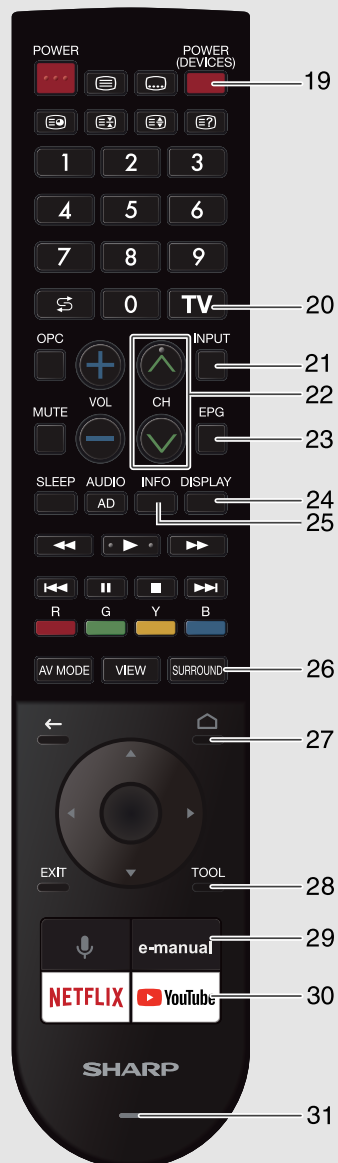 POWER POWER
(DEVICES)
19
1 2 3
4 5 6
7 8 9
0 TV 20
OPC INPUT 21
VOL CH 22
MUTE EPG 23
SLEEP AUDIO INFO DISPLAY 24
AD 25
R G Y B
AV MODE VIEW SURROUND 26
27
EXIT TOOL 28
e-manual 29
NETFLIX YouTube 30
SHARP
31